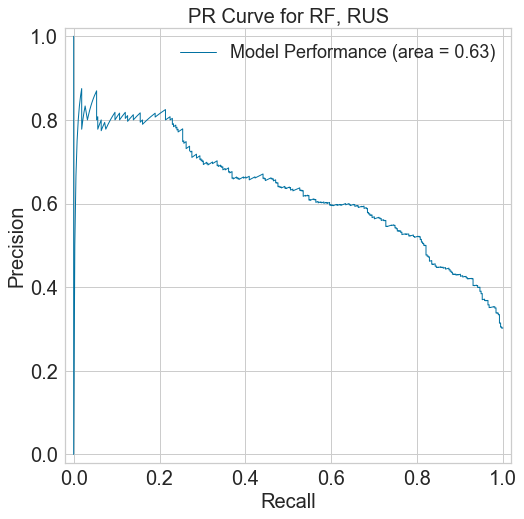 PR Curve for RF, RUS
Model Performance (area = 0.63)
1.0
0.8
0.6
0.4
0.2
0.0
Precision
0.0 0.2 0.4 0.6 0.8 1.0
Recall